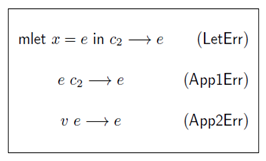 mlet x = e in c₂ ⟶ e (LetErr)
e c₂ ⟶ e (App1Err)
v e ⟶ e (App2Err)